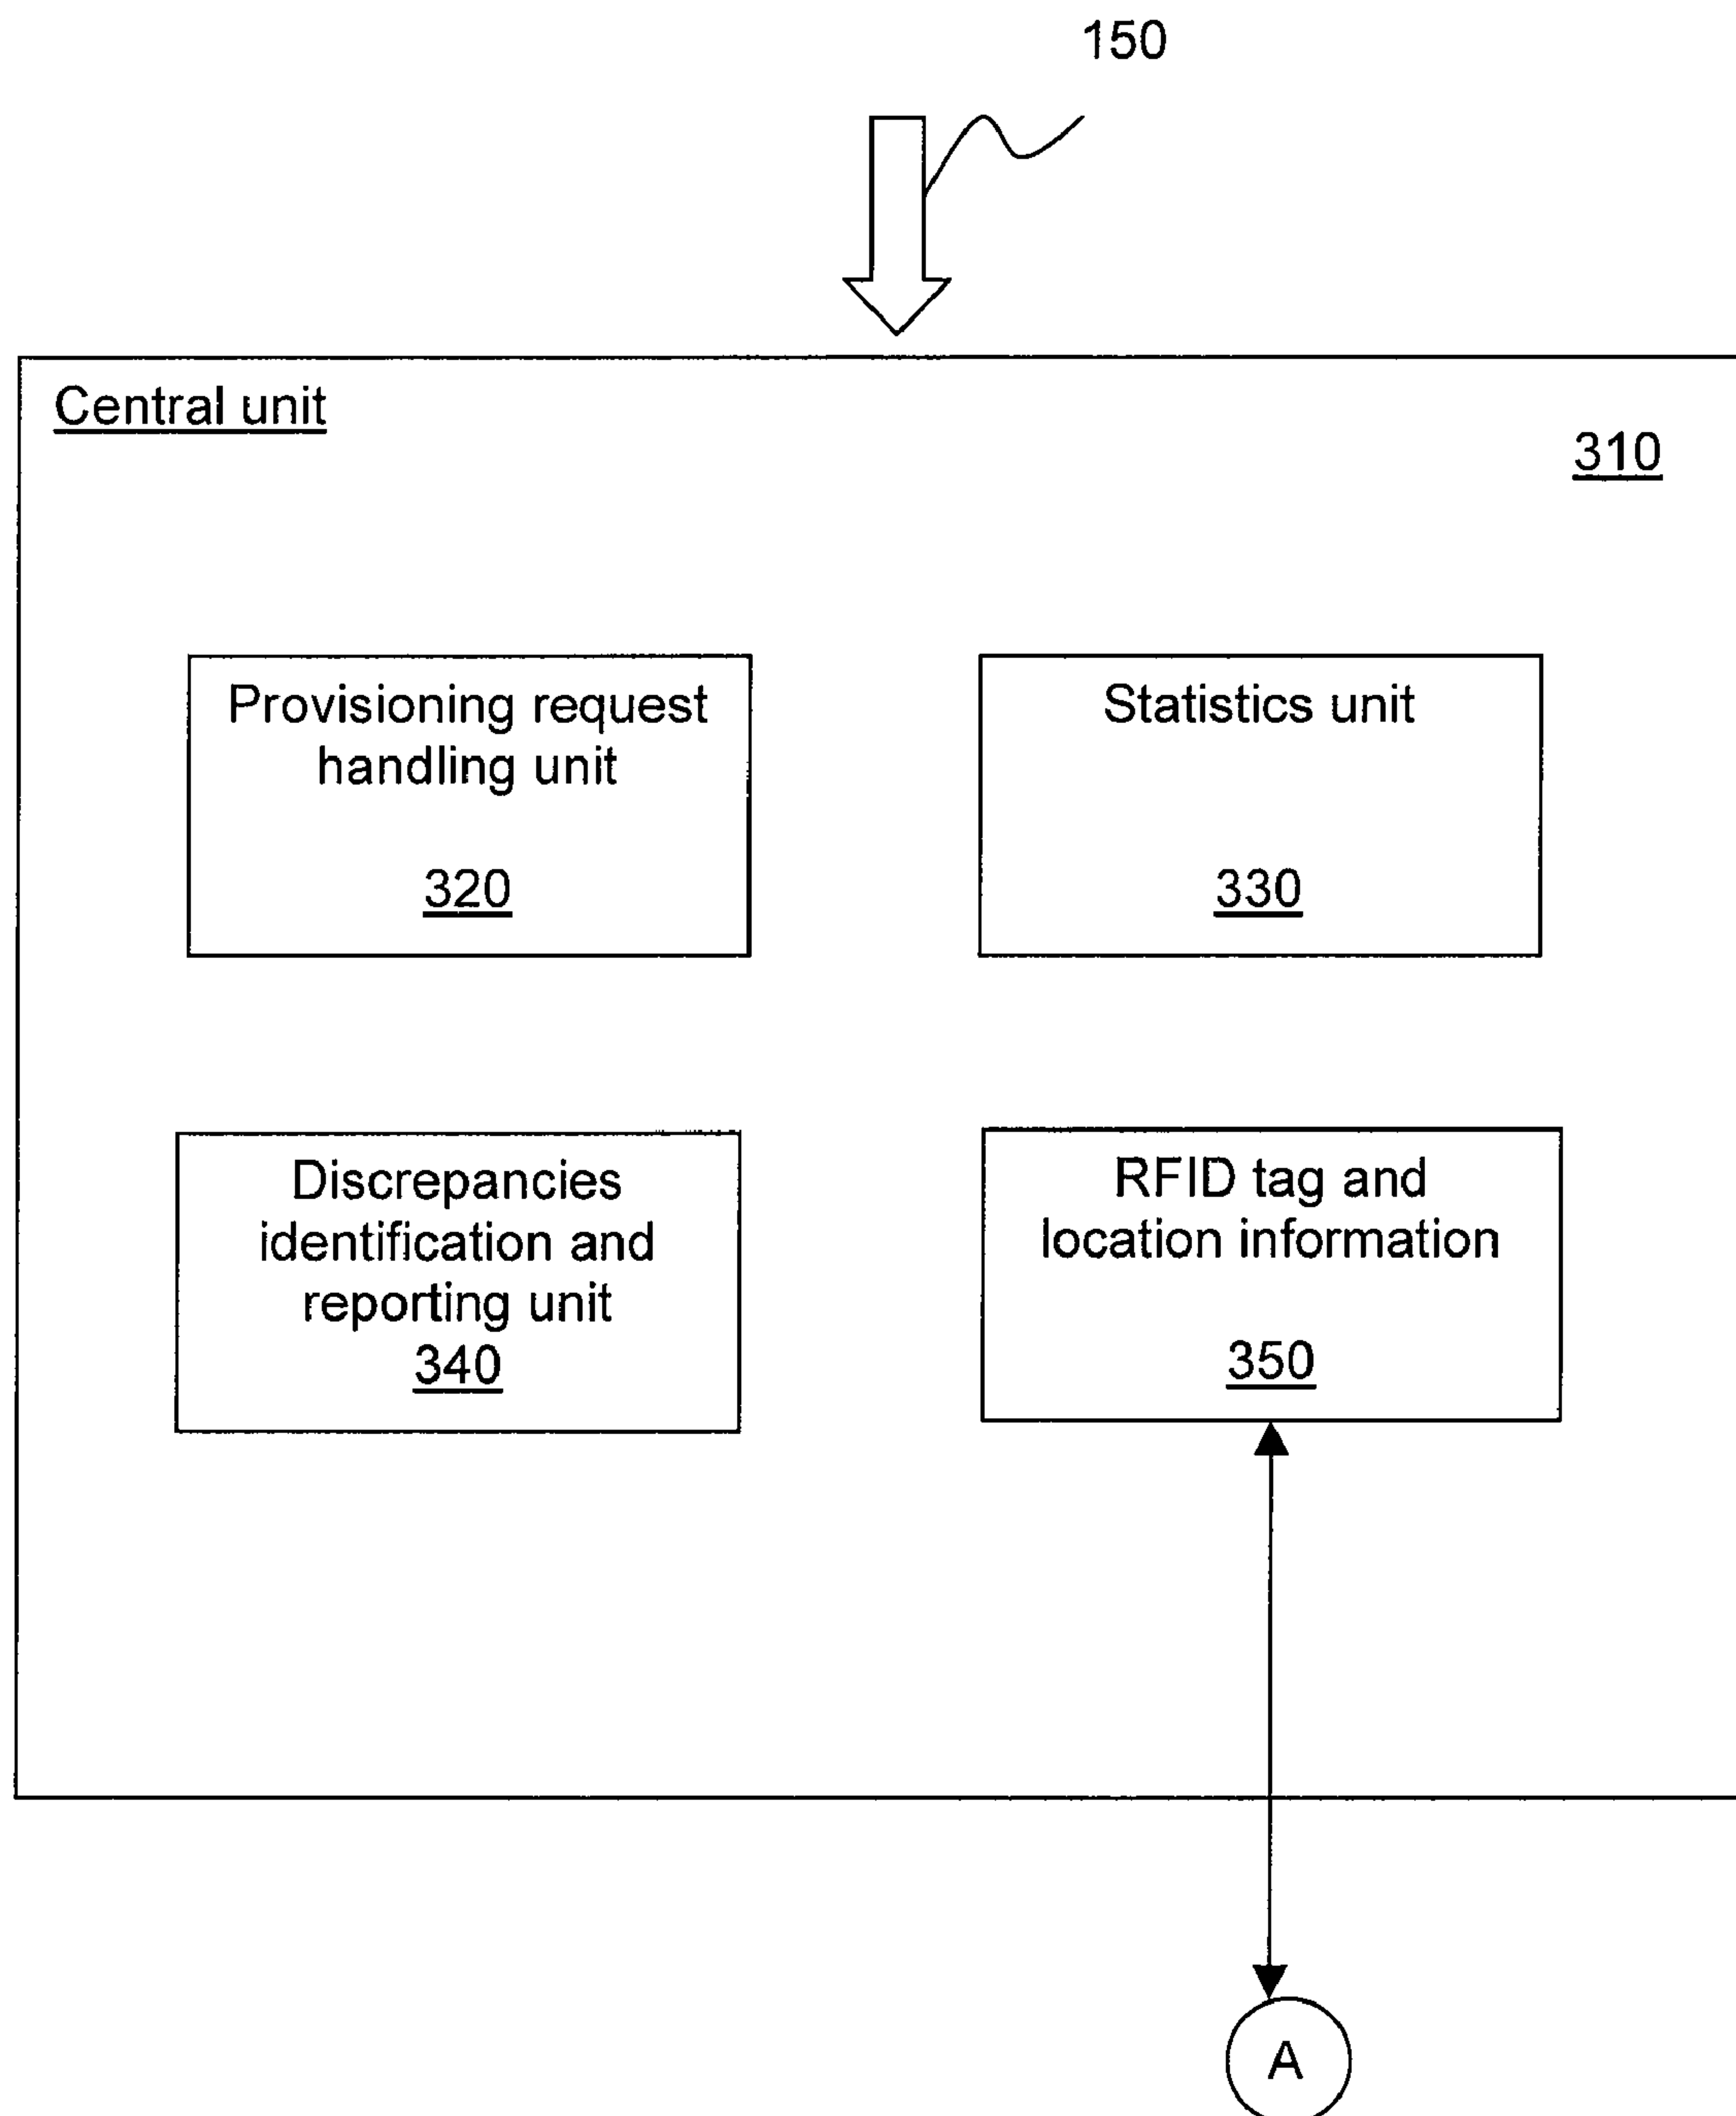 150
Central unit
310
Provisioning request
handling unit
320
Statistics unit
330
Discrepancies
identification and
reporting unit
340
RFID tag and
location information
350
A